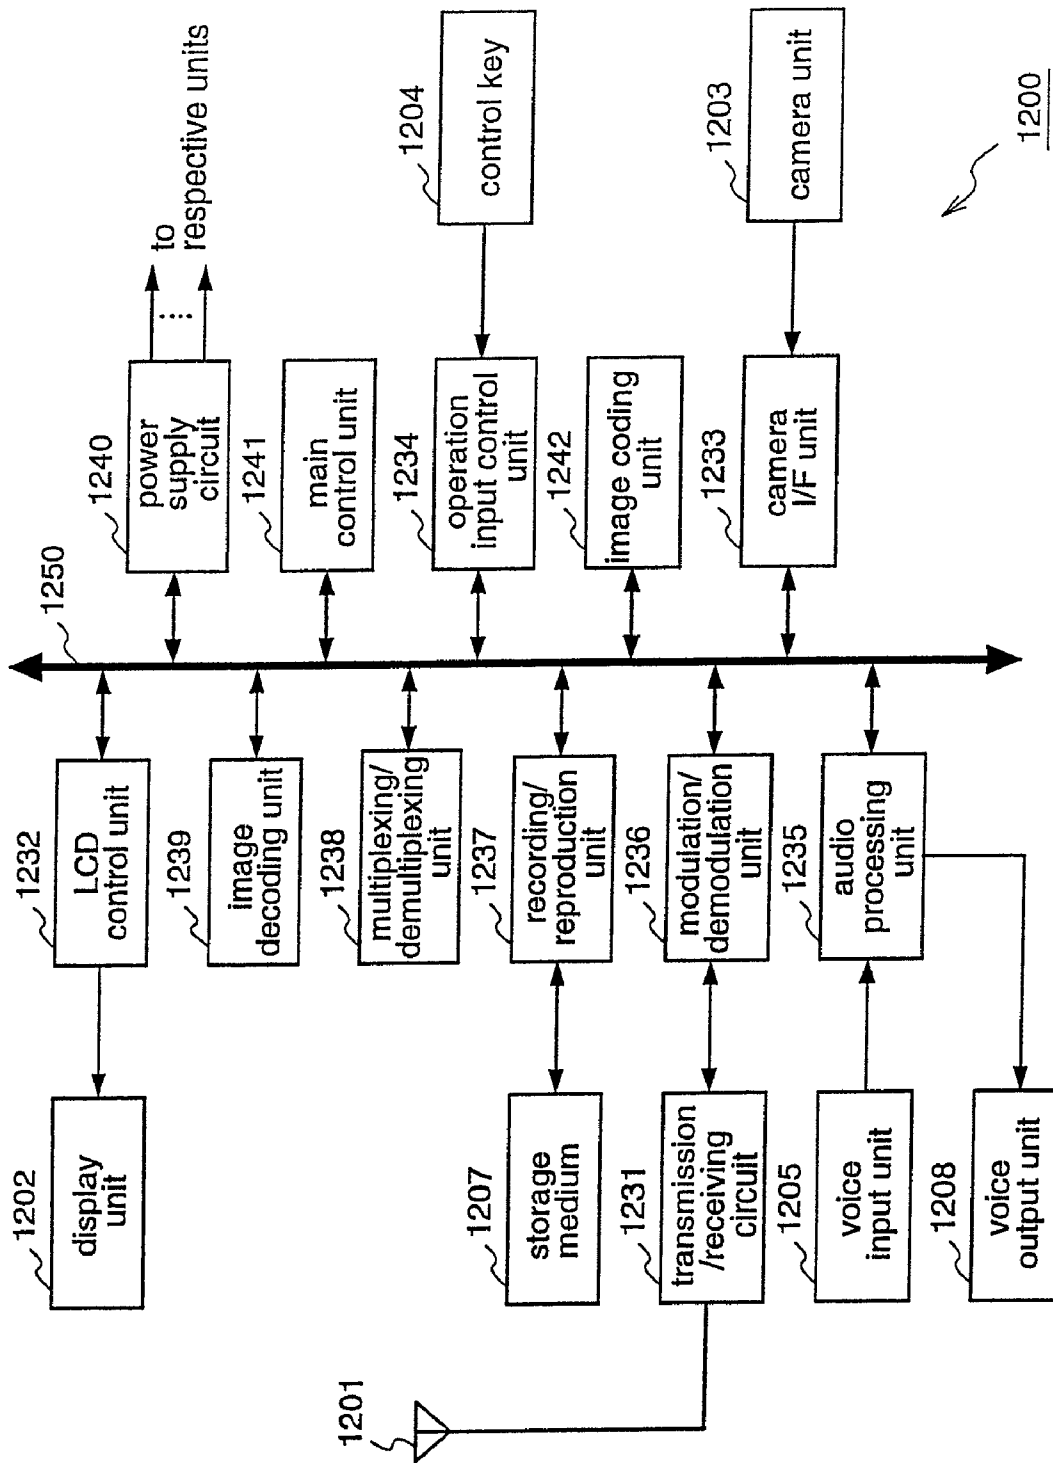 1202
display
unit
1232
LCD
control unit
1250
1240
power
supply
circuit
to
respective units
1239
image
decoding unit
1241
main
control unit
1238
multiplexing/
demultiplexing
unit
1234
operation
input control
unit
1204
control key
1207
storage
medium
1237
recording/
reproduction
unit
1242
image coding
unit
1201
1231
transmission
/receiving
circuit
1236
modulation/
demodulation
unit
1233
camera
I/F unit
1203
camera unit
1205
voice
input unit
1235
audio
processing
unit
1208
voice
output unit
1200